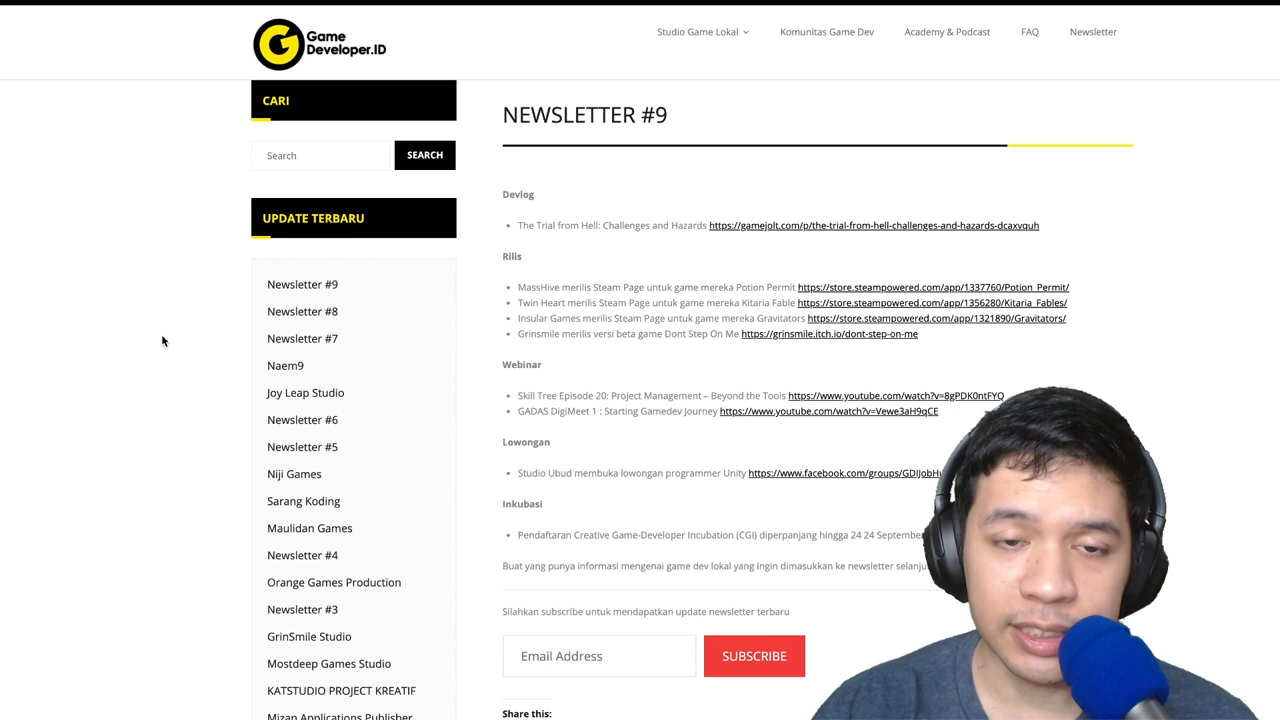 Game
Developer.ID
Studio Game Lokal
Komunitas Game Dev
Academy & Podcast
FAQ
Newsletter
CARI
Search
SEARCH
UPDATE TERBARU
Newsletter #9
Newsletter #8
Newsletter #7
Naem9
Joy Leap Studio
Newsletter #6
Newsletter #5
Niji Games
Sarang Koding
Maulidan Games
Newsletter #4
Orange Games Production
Newsletter #3
GrinSmile Studio
Mostdeep Games Studio
KATSTUDIO PROJECT KREATIF
Mizan Applications Publisher
NEWSLETTER #9
Devlog
The Trial from Hell: Challenges and Hazards https://gamejolt.com/p/the-trial-from-hell-challenges-and-hazards-dcaxvquh
Rilis
MassHive merilis Steam Page untuk game mereka Potion Permit https://store.steampowered.com/app/1337760/Potion_Permit/
Twin Heart merilis Steam Page untuk game mereka Kitaria Fable https://store.steampowered.com/app/1356280/Kitaria_Fables/
Insular Games merilis Steam Page untuk game mereka Gravitators https://store.steampowered.com/app/1321890/Gravitators/
Grinsmile merilis versi beta game Dont Step On Me https://grinsmile.itch.io/dont-step-on-me
Webinar
Skill Tree Episode 20: Project Management – Beyond the Tools https://www.youtube.com/watch?v=8gPDK0ntFYQ
GADAS DigiMeet 1 : Starting Gamedev Journey https://www.youtube.com/watch?v=Vewe3aH9qCE
Lowongan
Studio Ubud membuka lowongan programmer Unity https://www.facebook.com/groups/GDIJobHu
Inkubasi
Pendaftaran Creative Game-Developer Incubation (CGI) diperpanjang hingga 24 24 September
Buat yang punya informasi mengenai game dev lokal yang ingin dimasukkan ke newsletter selanju
Silahkan subscribe untuk mendapatkan update newsletter terbaru
Email Address
SUBSCRIBE
Share this: